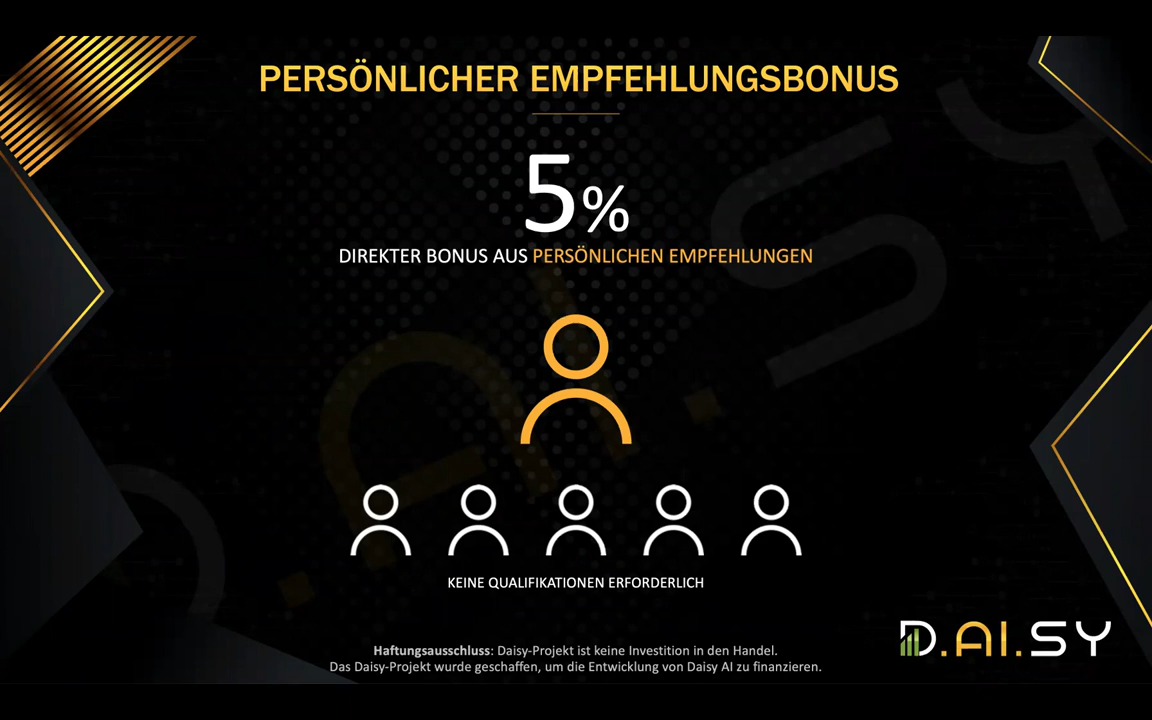 PERSÖNLICHER EMPFEHLUNGSBONUS
5%
DIREKTER BONUS AUS PERSÖNLICHEN EMPFEHLUNGEN
KEINE QUALIFIKATIONEN ERFORDERLICH
Haftungsausschluss: Daisy-Projekt ist keine Investition in den Handel.
Das Daisy-Projekt wurde geschaffen, um die Entwicklung von Daisy AI zu finanzieren.
D.AI.SY